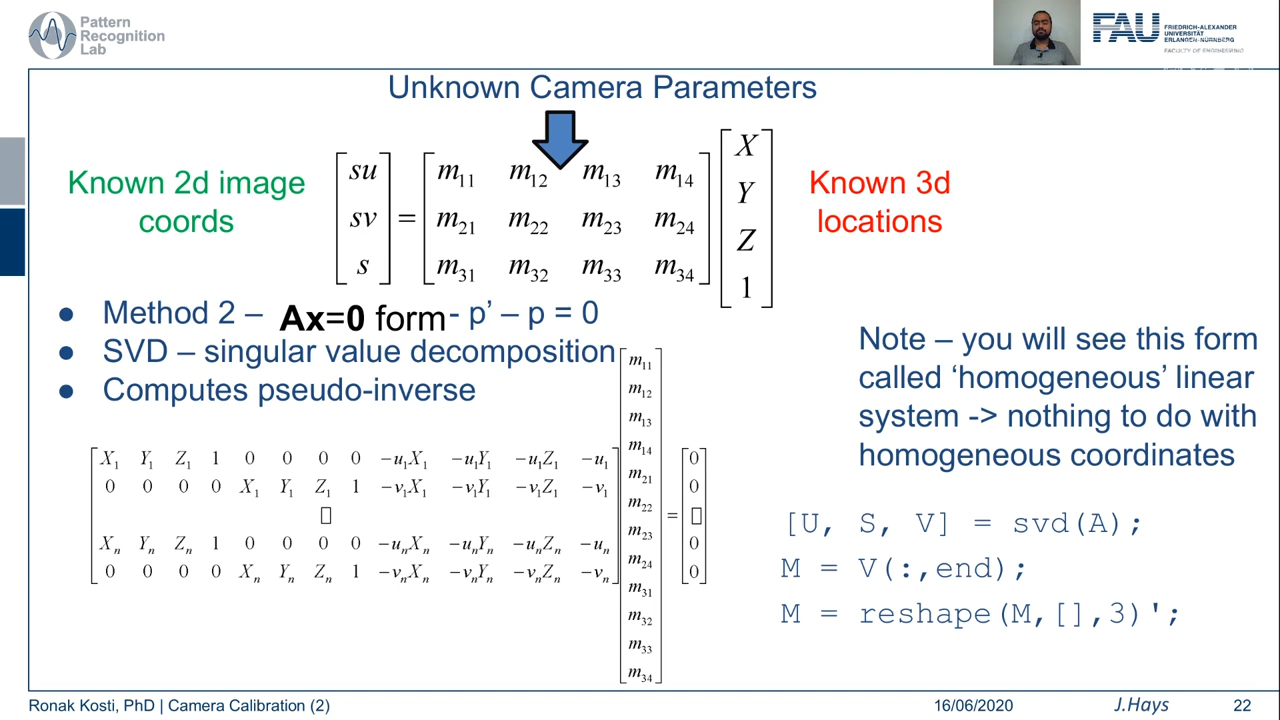 Pattern
Recognition
Lab
FAU
FRIEDRICH-ALEXANDER
UNIVERSITÄT
ERLANGEN-NÜRNBERG
FACULTY OF ENGINEERING
Unknown Camera Parameters
Known 2d image
coords
su
sv
s
=
m11 m12 m13 m14
m21 m22 m23 m24
m31 m32 m33 m34
X
Y
Z
1
Known 3d
locations
● Method 2 – Ax=0 form - p’ – p = 0
● SVD – singular value decomposition
● Computes pseudo-inverse
X1 Y1 Z1 1 0 0 0 0 −u1X1 −u1Y1 −u1Z1 −u1
0 0 0 0 X1 Y1 Z1 1 −v1X1 −v1Y1 −v1Z1 −v1
Xn Yn Zn 1 0 0 0 0 −unXn −unYn −unZn −un
0 0 0 0 Xn Yn Zn 1 −vnXn −vnYn −vnZn −vn
m11
m12
m13
m14
m21
m22
m23
m24
m31
m32
m33
m34
=
0
0
0
0
Note – you will see this form
called ‘homogeneous’ linear
system -> nothing to do with
homogeneous coordinates
[U, S, V] = svd(A);
M = V(:,end);
M = reshape(M,[],3)';
Ronak Kosti, PhD | Camera Calibration (2)
16/06/2020
J.Hays
22